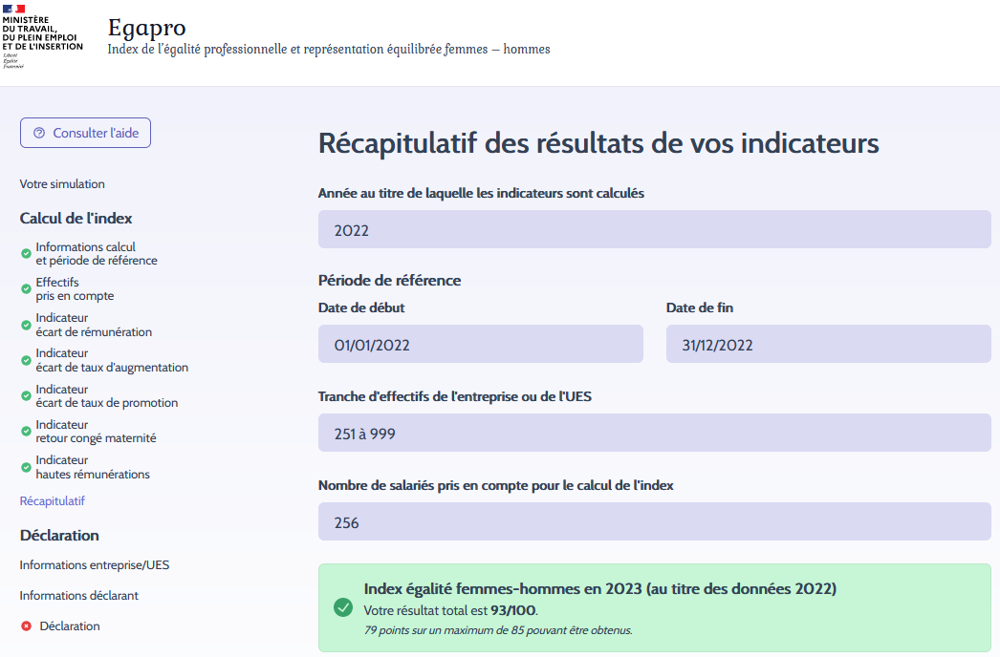 MINISTÈRE
DU TRAVAIL,
DU PLEIN EMPLOI
ET DE L'INSERTION
Liberté
Égalité
Fraternité
Egapro
Index de l'égalité professionnelle et représentation équilibrée femmes – hommes
Consulter l'aide
Votre simulation
Calcul de l'index
Informations calcul
et période de référence
Effectifs
pris en compte
Indicateur
écart de rémunération
Indicateur
écart de taux d'augmentation
Indicateur
écart de taux de promotion
Indicateur
retour congé maternité
Indicateur
hautes rémunérations
Récapitulatif
Déclaration
Informations entreprise/UES
Informations déclarant
Déclaration
Récapitulatif des résultats de vos indicateurs
Année au titre de laquelle les indicateurs sont calculés
2022
Période de référence
Date de début
Date de fin
01/01/2022
31/12/2022
Tranche d'effectifs de l'entreprise ou de l'UES
251 à 999
Nombre de salariés pris en compte pour le calcul de l'index
256
Index égalité femmes-hommes en 2023 (au titre des données 2022)
Votre résultat total est 93/100.
79 points sur un maximum de 85 pouvant être obtenus.